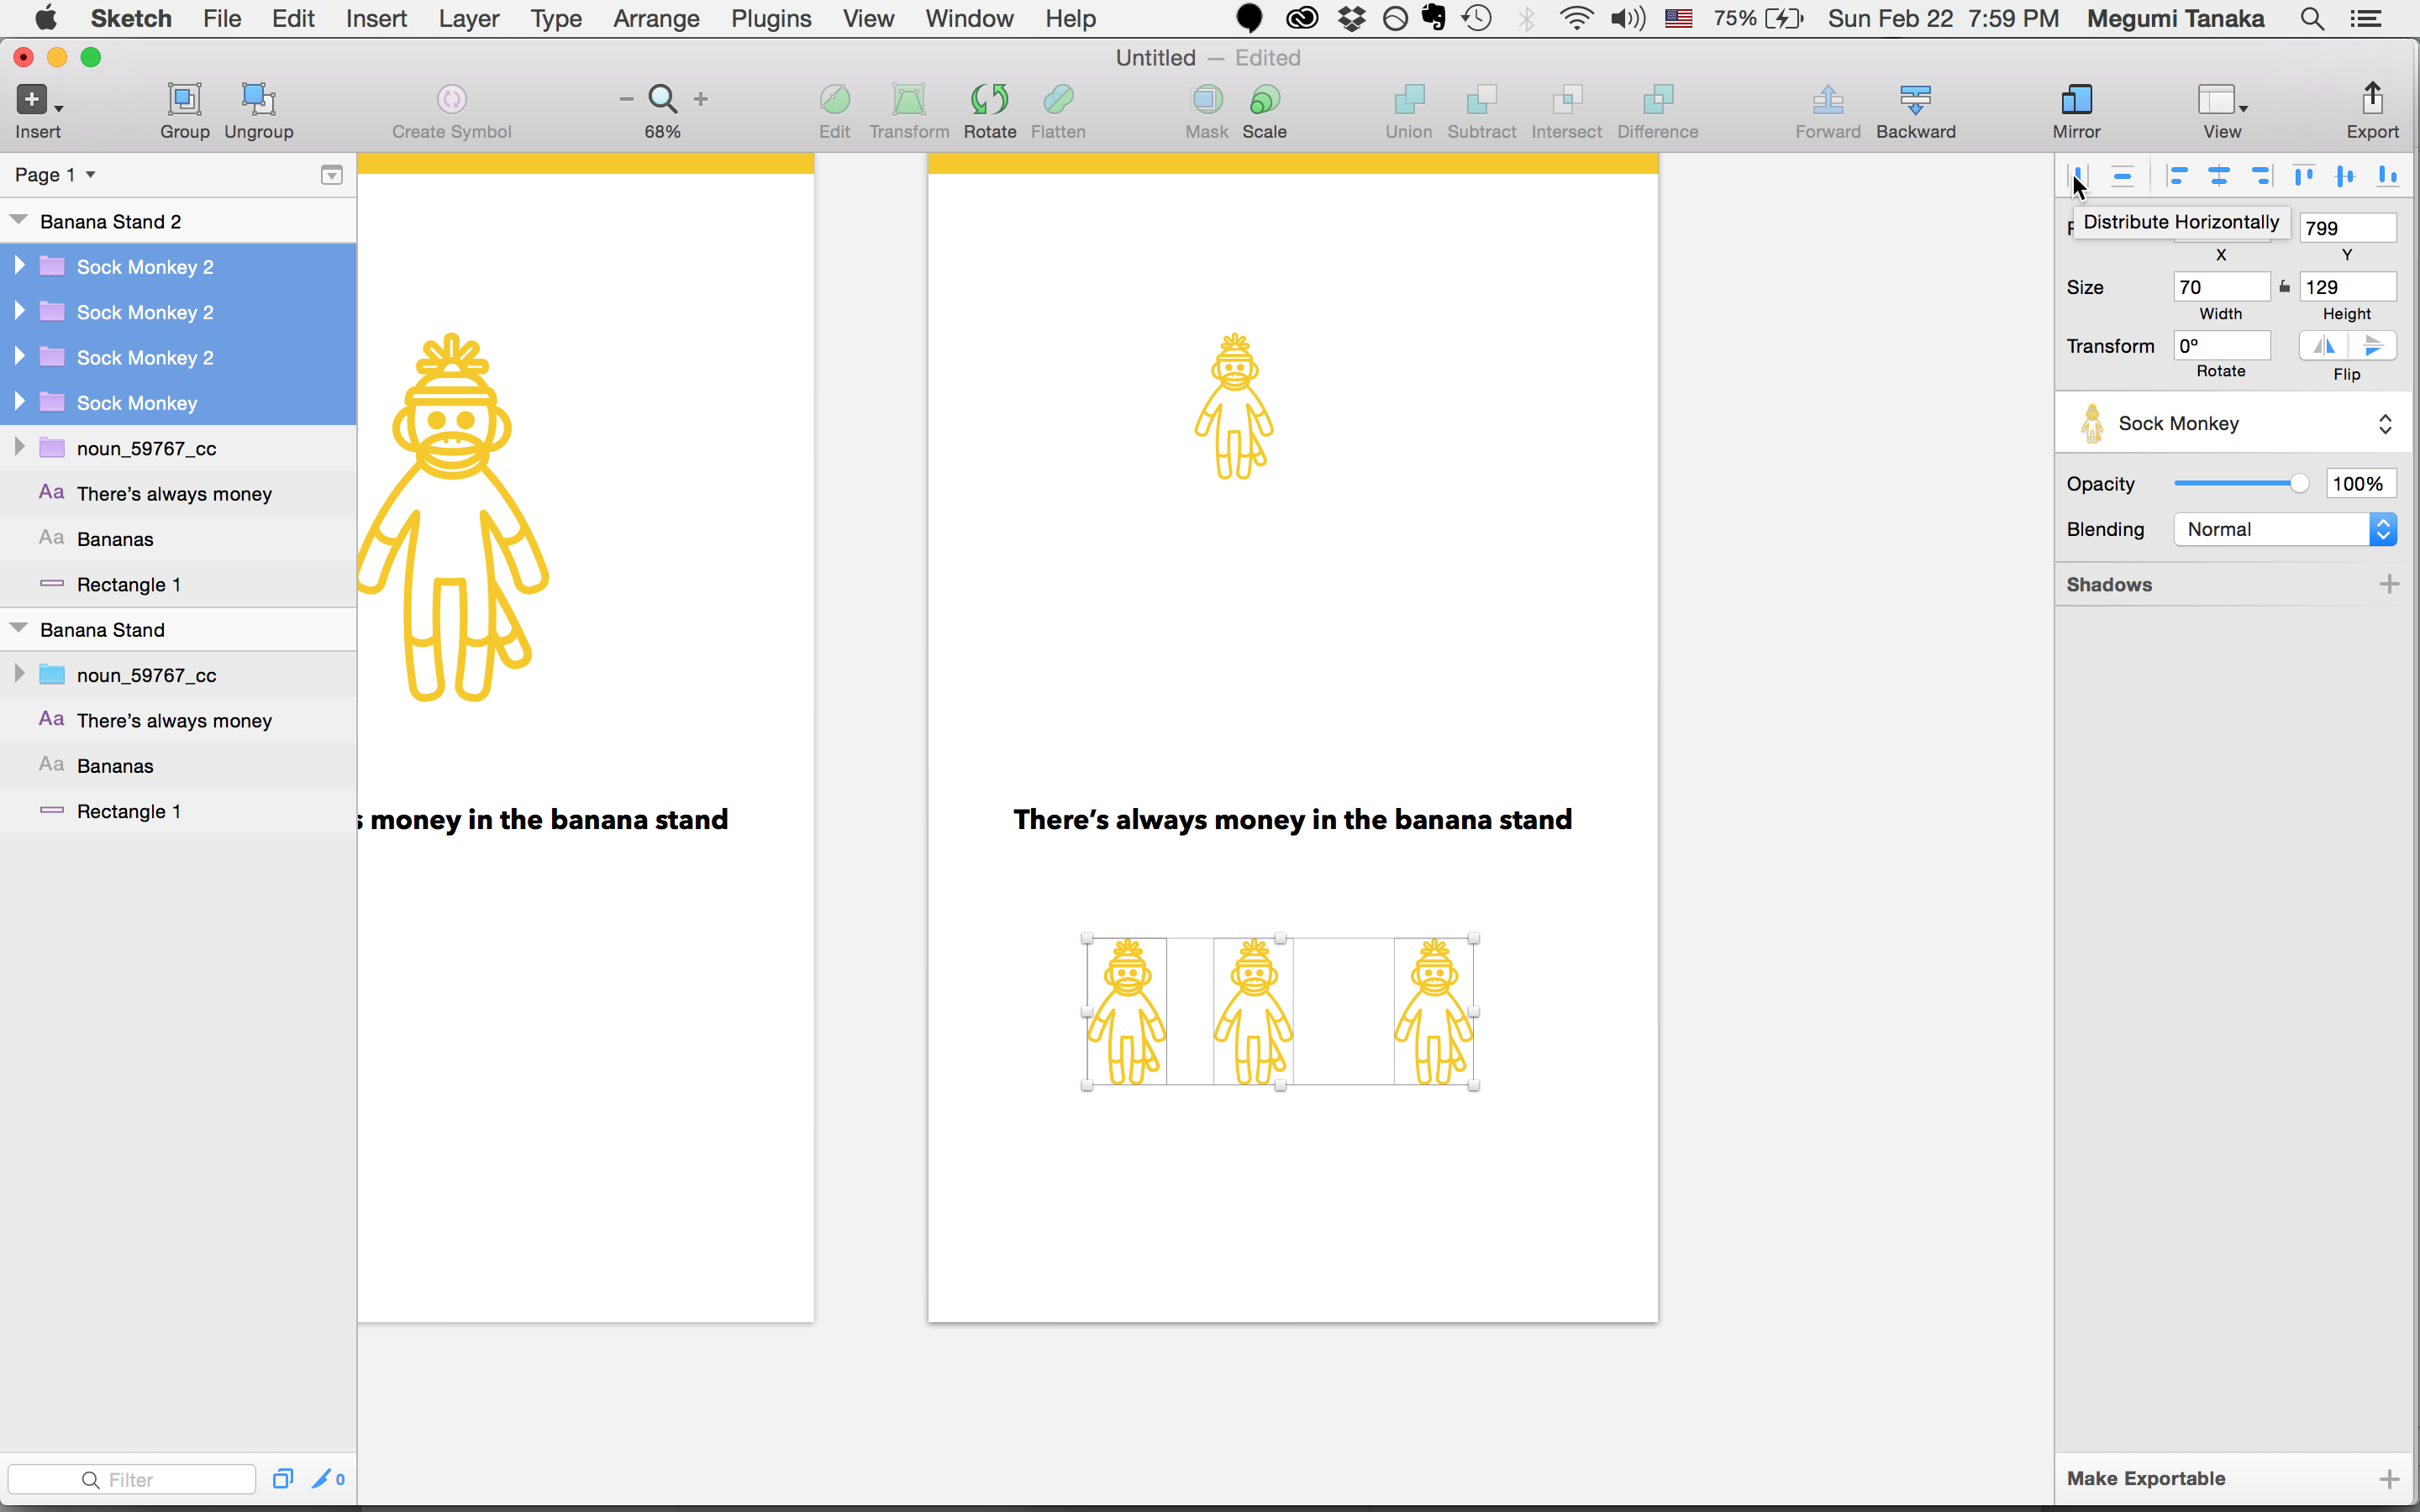 Sketch File Edit Insert Layer Type Arrange Plugins View Window Help 75% Sun Feb 22 7:59 PM Megumi Tanaka
Untitled — Edited
Insert Group Ungroup Create Symbol 68% Edit Transform Rotate Flatten Mask Scale Union Subtract Intersect Difference Forward Backward Mirror View Export
Page 1
Banana Stand 2
Sock Monkey 2
Sock Monkey 2
Sock Monkey 2
Sock Monkey
noun_59767_cc
Aa There's always money
Aa Bananas
Rectangle 1
Banana Stand
noun_59767_cc
Aa There's always money
Aa Bananas
Rectangle 1
Filter 0
s money in the banana stand
There's always money in the banana stand
Distribute Horizontally
799
X Y
Size 70 129
Width Height
Transform 0°
Rotate Flip
Sock Monkey
Opacity 100%
Blending Normal
Shadows
Make Exportable